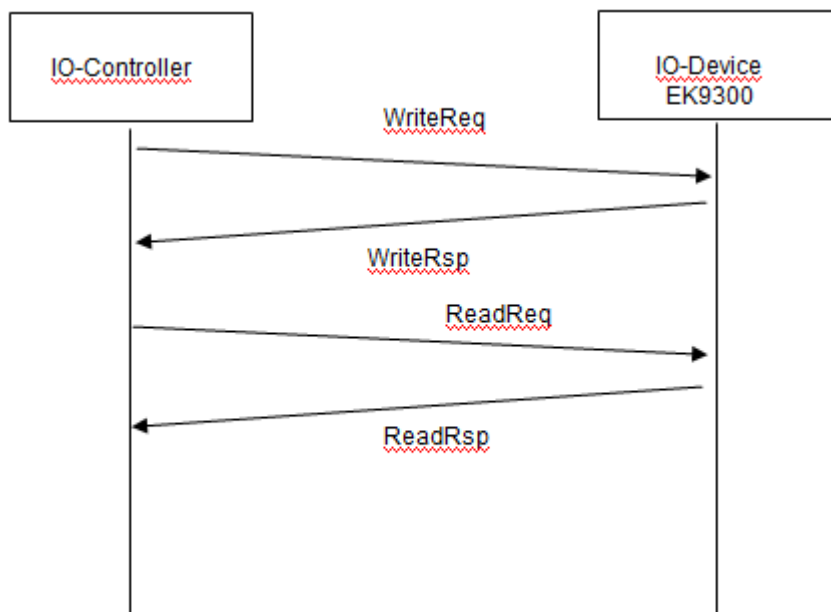 IO-Controller
IO-Device
EK9300
WriteReq
WriteRsp
ReadReq
ReadRsp